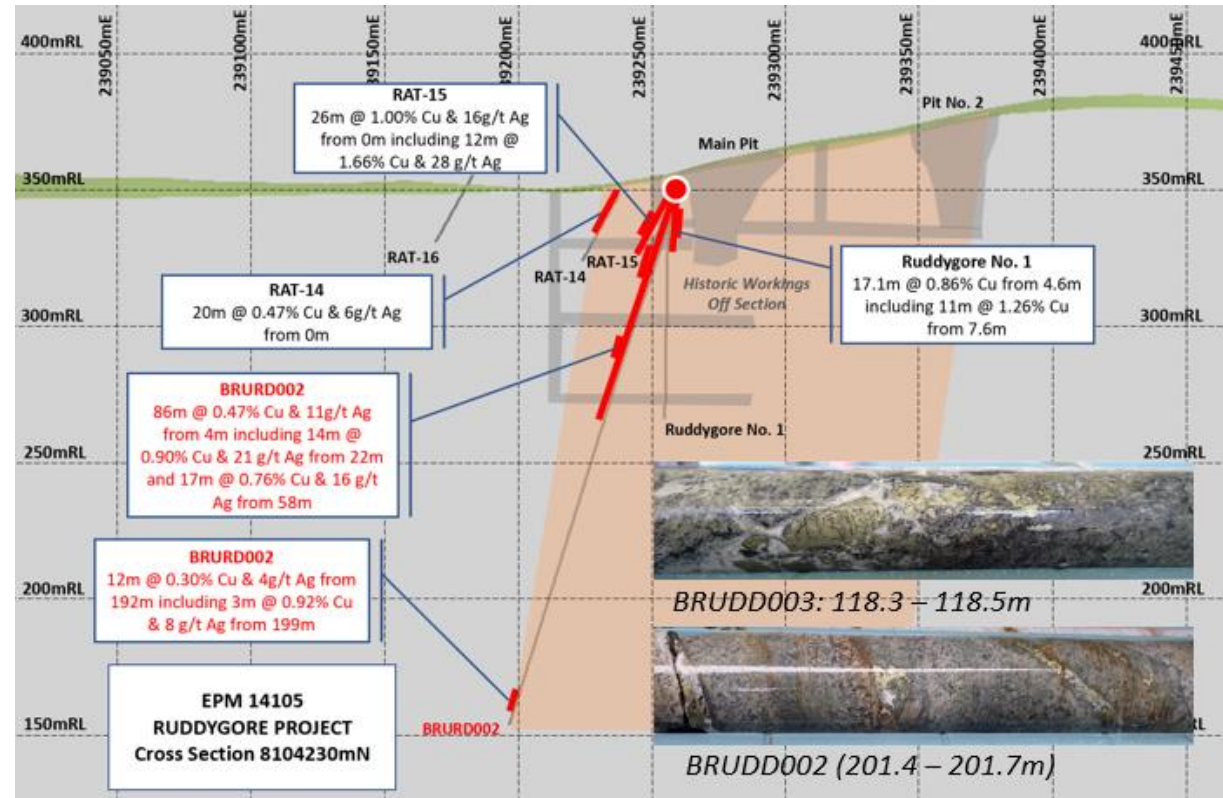 239050mE
239100mE
239150mE
239200mE
239250mE
239300mE
239350mE
239400mE
400mRL
400mRL
RAT-15
26m @ 1.00% Cu & 16g/t Ag
from 0m including 12m @
1.66% Cu & 28 g/t Ag
Pit No. 2
Main Pit
350mRL
350mRL
RAT-16
RAT-14
RAT-15
RAT-14
20m @ 0.47% Cu & 6g/t Ag
from 0m
Historic Workings
Off Section
Ruddygore No. 1
17.1m @ 0.86% Cu from 4.6m
including 11m @ 1.26% Cu
from 7.6m
300mRL
300mRL
BRURD002
86m @ 0.47% Cu & 11g/t Ag
from 4m including 14m @
0.90% Cu & 21 g/t Ag from 22m
and 17m @ 0.76% Cu & 16 g/t
Ag from 58m
Ruddygore No. 1
250mRL
250mRL
BRURD002
12m @ 0.30% Cu & 4g/t Ag from
192m including 3m @ 0.92% Cu
& 8 g/t Ag from 199m
200mRL
200mRL
BRUDD003: 118.3 – 118.5m
EPM 14105
RUDDYGORE PROJECT
Cross Section 8104230mN
150mRL
BRURD002
BRUDD002 (201.4 – 201.7m)